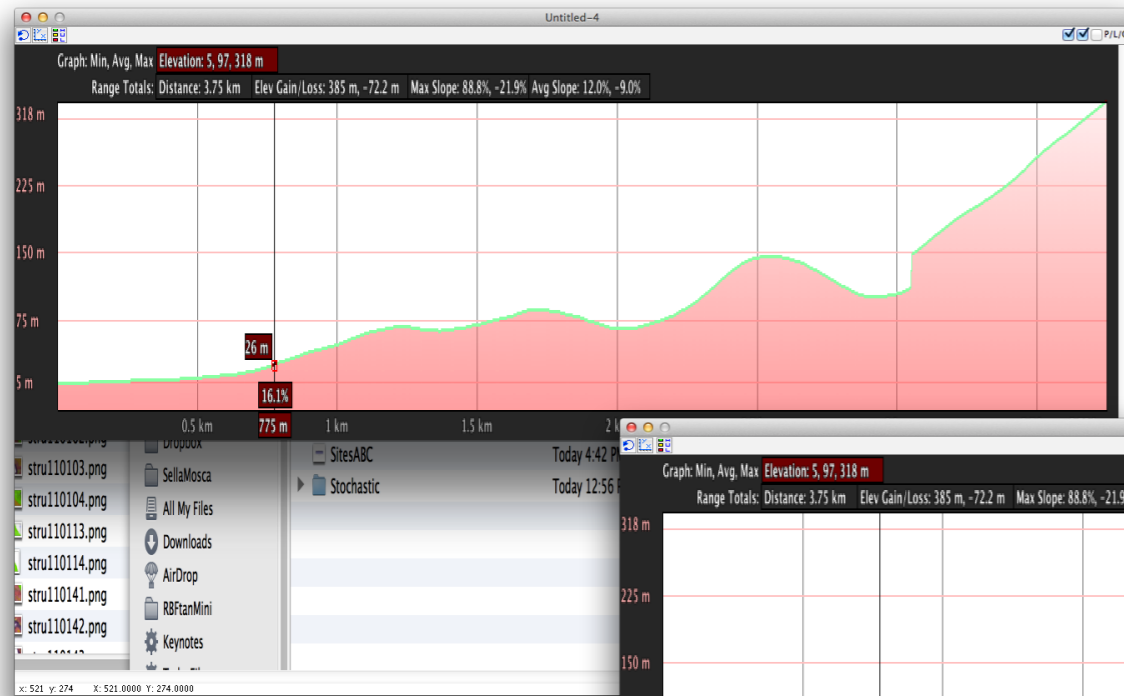 Untitled-4
P/L/
Graph: Min, Avg, Max Elevation: 5, 97, 318 m
Range Totals: Distance: 3.75 km Elev Gain/Loss: 385 m, -72.2 m Max Slope: 88.8%, -21.9% Avg Slope: 12.0%, -9.0%
318 m
225 m
150 m
75 m
26 m
5 m
16.1%
0.5 km 775 m 1 km 1.5 km 2
stru110103.png
stru110104.png
stru110113.png
stru110114.png
stru110141.png
stru110142.png
Dropbox
SellaMosca
All My Files
Downloads
AirDrop
RBFtanMini
Keynotes
SitesABC Today 4:42
Stochastic Today 12:56
Graph: Min, Avg, Max Elevation: 5, 97, 318 m
Range Totals: Distance: 3.75 km Elev Gain/Loss: 385 m, -72.2 m Max Slope: 88.8%, -21.9
318 m
225 m
150 m
x: 521 y: 274 X: 521.0000 Y: 274.0000